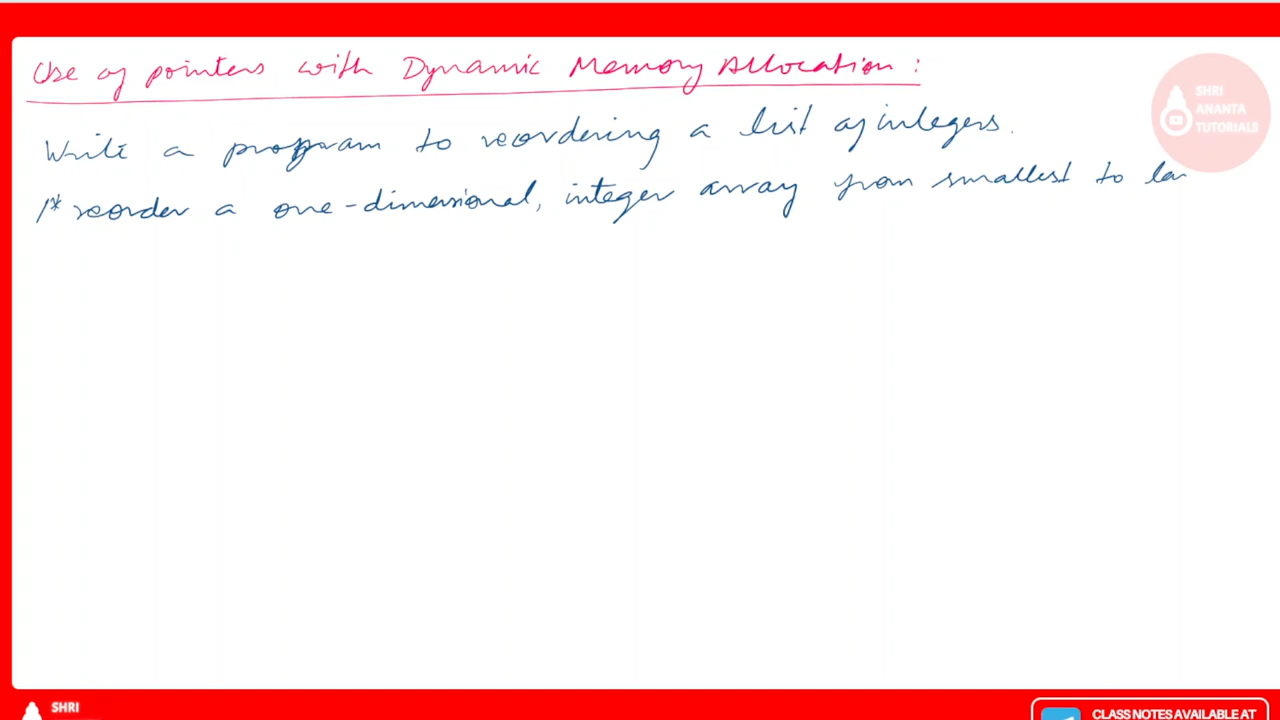 Use of pointers with Dynamic Memory Allocation :
Write a program to reordering a list of integers.
/* reorder a one-dimensional, integer array from smallest to lar
SHRI
ANANTA
TUTORIALS
SHRI
CLASS NOTES AVAILABLE AT